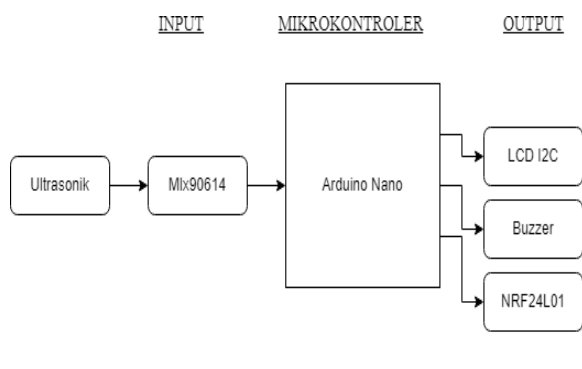 INPUT
MIKROKONTROLER
OUTPUT
Ultrasonik
Mlx90614
Arduino Nano
LCD I2C
Buzzer
NRF24L01